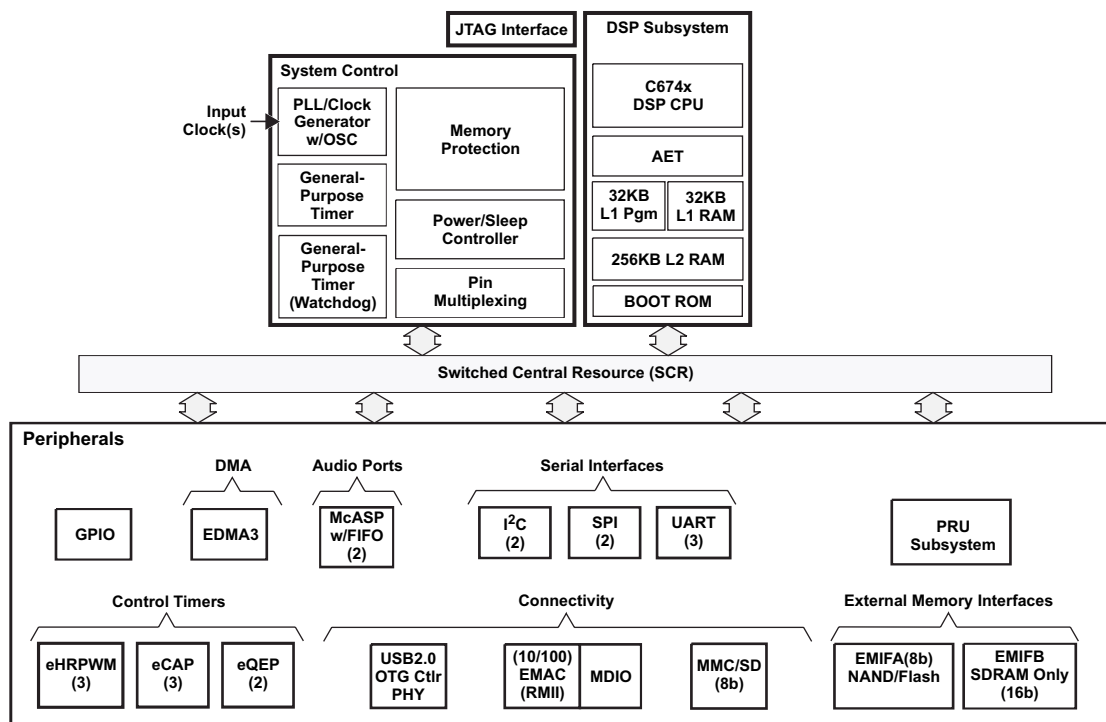 JTAG Interface
DSP Subsystem
System Control
Input
Clock(s)
PLL/Clock
Generator
w/OSC
General-
Purpose
Timer
General-
Purpose
Timer
(Watchdog)
Memory
Protection
Power/Sleep
Controller
Pin
Multiplexing
C674x
DSP CPU
AET
32KB
L1 Pgm
32KB
L1 RAM
256KB L2 RAM
BOOT ROM
Switched Central Resource (SCR)
Peripherals
DMA
Audio Ports
Serial Interfaces
GPIO
EDMA3
McASP
w/FIFO
(2)
I²C
(2)
SPI
(2)
UART
(3)
PRU
Subsystem
Control Timers
Connectivity
External Memory Interfaces
eHRPWM
(3)
eCAP
(3)
eQEP
(2)
USB2.0
OTG Ctlr
PHY
(10/100)
EMAC
(RMII)
MDIO
MMC/SD
(8b)
EMIFA(8b)
NAND/Flash
EMIFB
SDRAM Only
(16b)